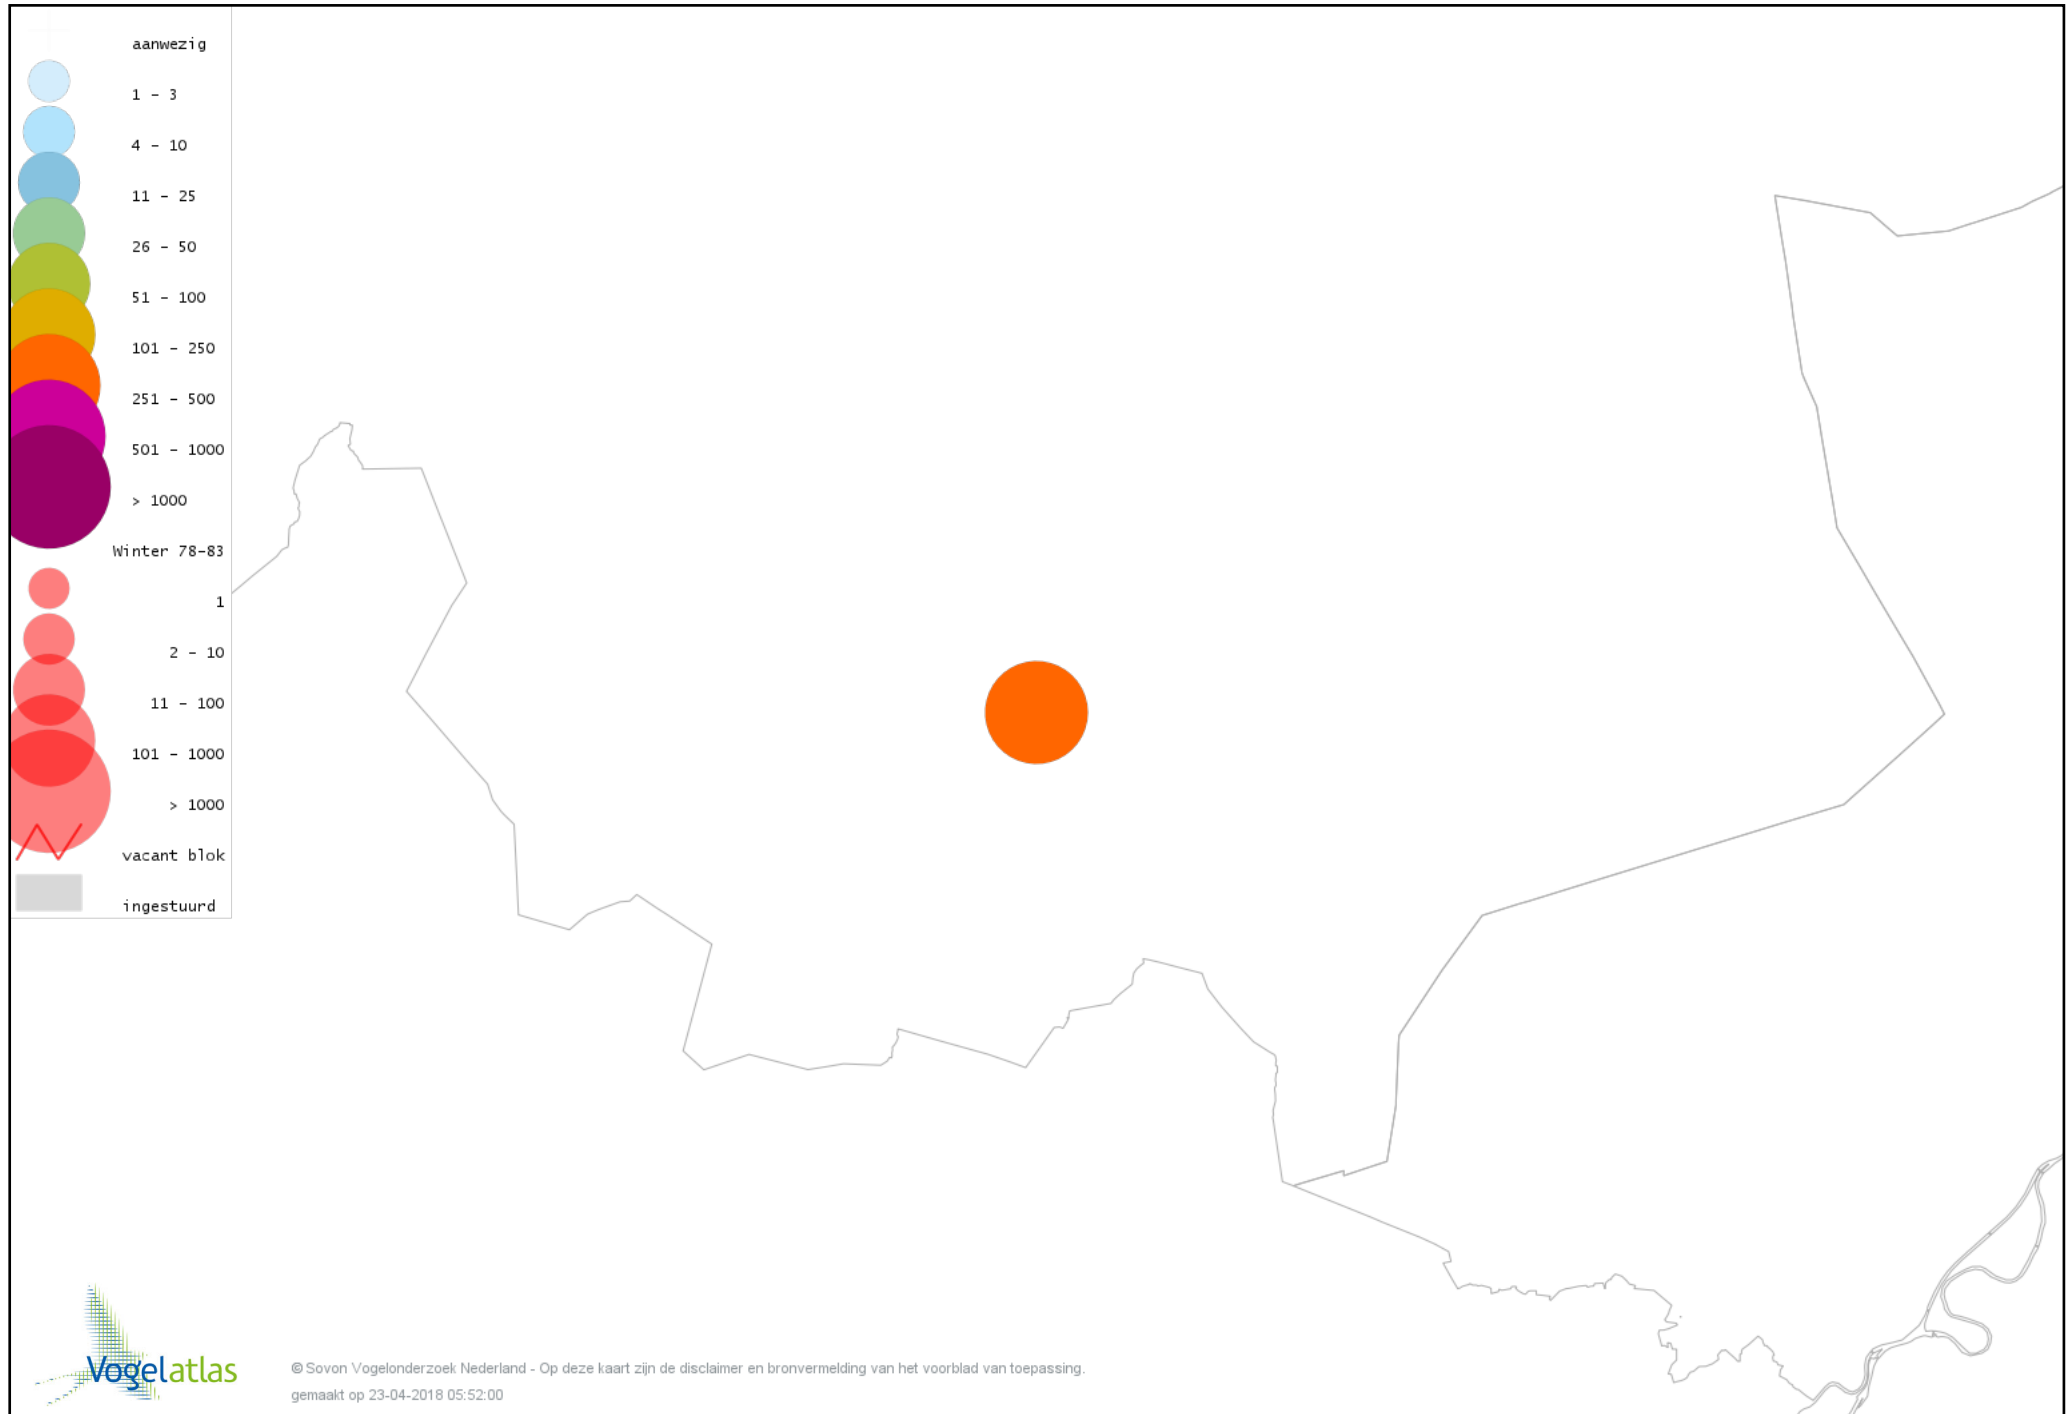 aanwezig
1 - 3
4 - 10
11 - 25
26 - 50
51 - 100
101 - 250
251 - 500
501 - 1000
> 1000
Winter 78-83
1
2 - 10
11 - 100
101 - 1000
> 1000
vacant blok
ingestuurd
Vogelatlas
© Sovon Vogelonderzoek Nederland - Op deze kaart zijn de disclaimer en bronvermelding van het voorblad van toepassing.
gemaakt op 23-04-2018 05:52:00